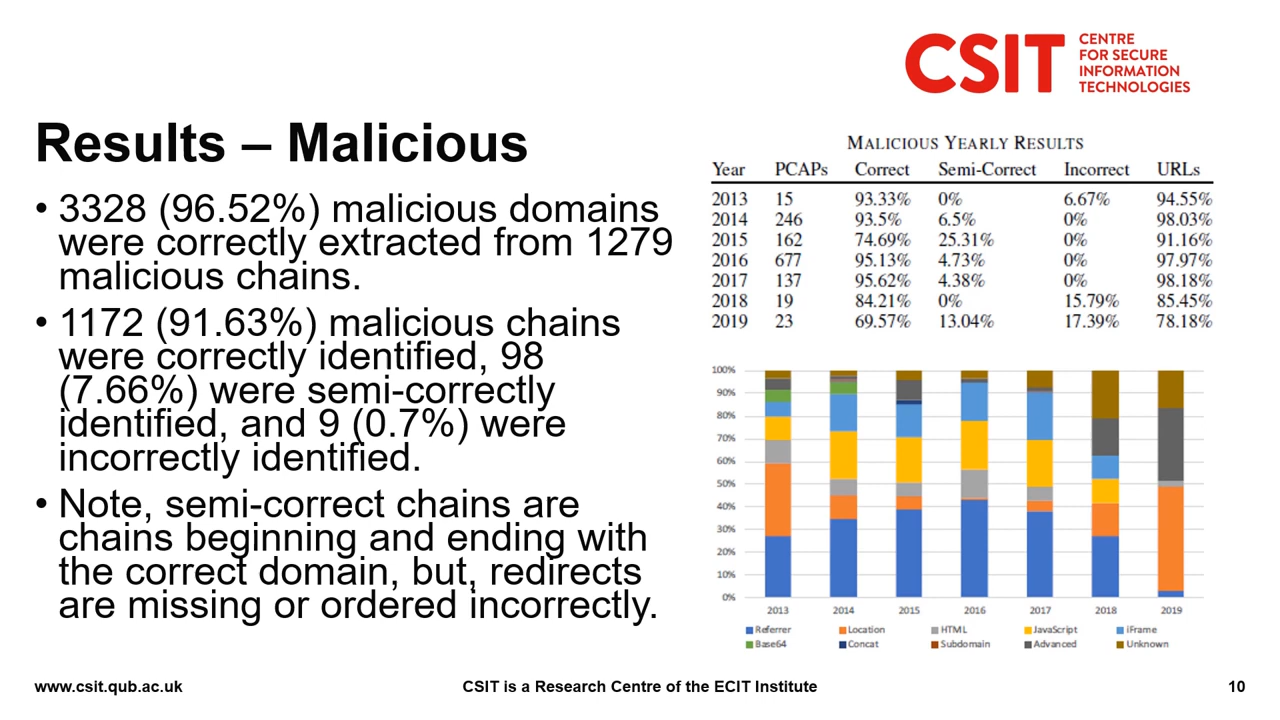 CSIT
CENTRE
FOR SECURE
INFORMATION
TECHNOLOGIES
Results – Malicious
• 3328 (96.52%) malicious domains
were correctly extracted from 1279
malicious chains.
• 1172 (91.63%) malicious chains
were correctly identified, 98
(7.66%) were semi-correctly
identified, and 9 (0.7%) were
incorrectly identified.
• Note, semi-correct chains are
chains beginning and ending with
the correct domain, but, redirects
are missing or ordered incorrectly.
MALICIOUS YEARLY RESULTS
Year PCAPs Correct Semi-Correct Incorrect URLs
2013 15 93.33% 0% 6.67% 94.55%
2014 246 93.5% 6.5% 0% 98.03%
2015 162 74.69% 25.31% 0% 91.16%
2016 677 95.13% 4.73% 0% 97.97%
2017 137 95.62% 4.38% 0% 98.18%
2018 19 84.21% 0% 15.79% 85.45%
2019 23 69.57% 13.04% 17.39% 78.18%
100%
90%
80%
70%
60%
50%
40%
30%
20%
10%
0%
2013 2014 2015 2016 2017 2018 2019
Referrer Location HTML JavaScript iFrame
Base64 Concat Subdomain Advanced Unknown
www.csit.qub.ac.uk CSIT is a Research Centre of the ECIT Institute 10